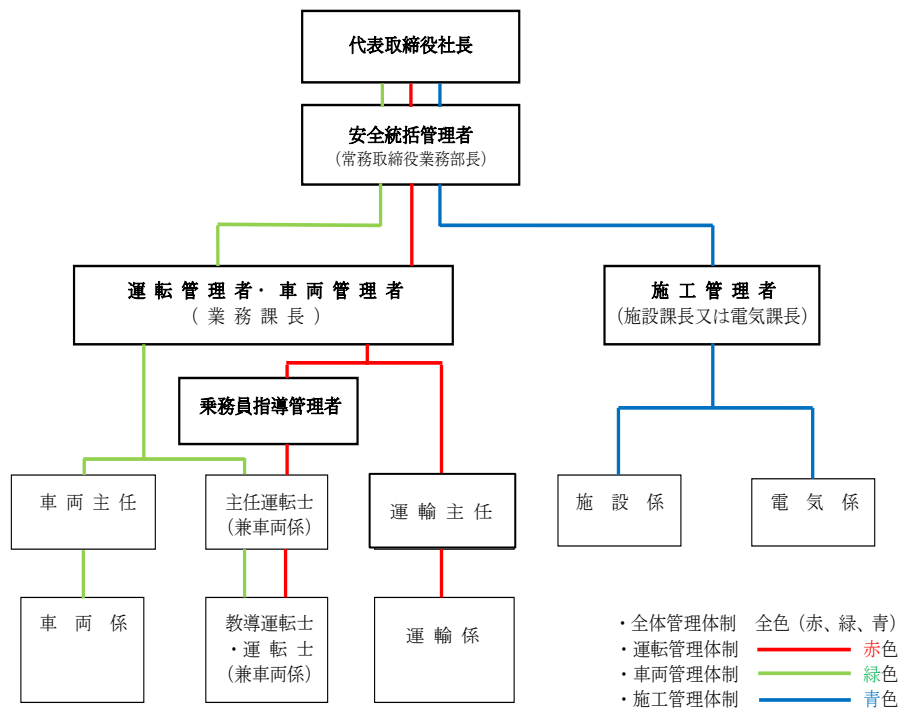 代表取締役社長
安全統括管理者
（常務取締役業務部長）
運転管理者・車両管理者
（業務課長）
施工管理者
（施設課長又は電気課長）
乗務員指導管理者
車両主任
主任運転士
（兼車両係）
運輸主任
施設係
電気係
車両係
教導運転士
・運転士
（兼車両係）
運輸係
・全体管理体制　全色（赤、緑、青）
・運転管理体制　赤色
・車両管理体制　緑色
・施工管理体制　青色